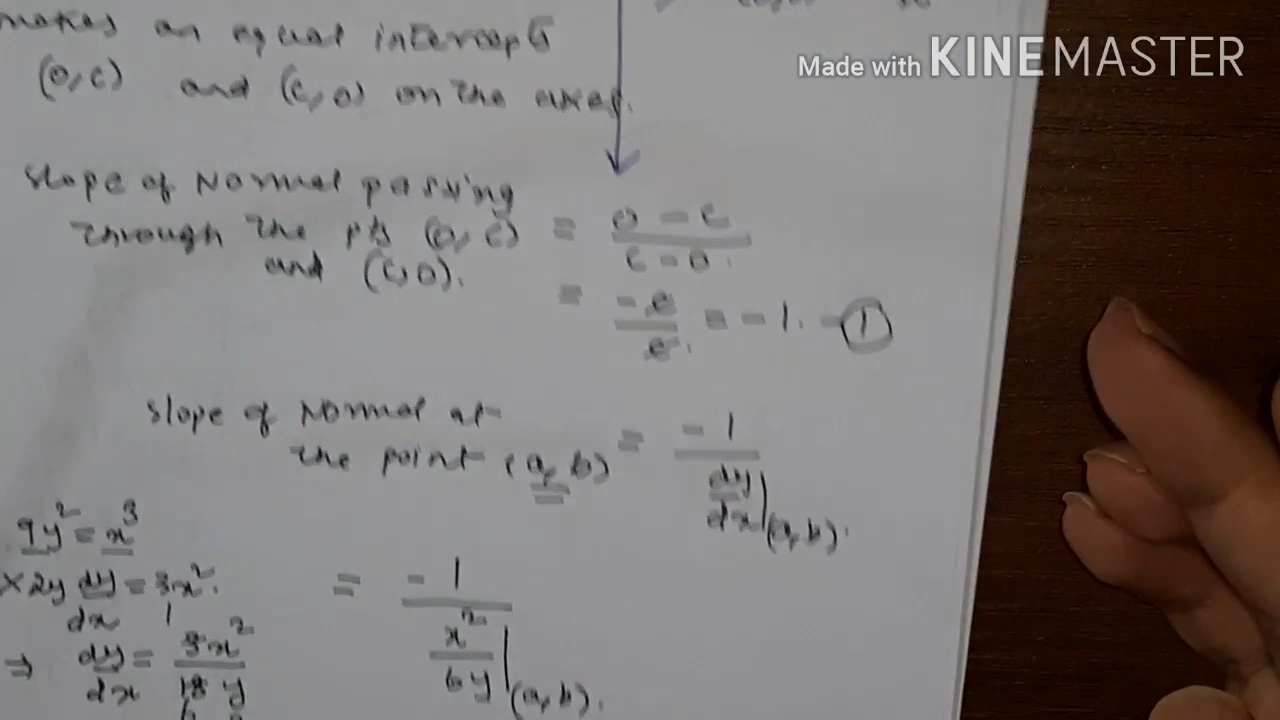 makes an equal intercepts
(0,c) and (c,0) on the axes.
Made with KINEMASTER
slope of Normal passing
through the pts (0,c) = 0-c / c-0.
and (c,0).
= -c/c = -1. -①
slope of Normal at
the point (a,b) = -1 / dy/dx|(a,b).
9y² = x³
×2y dy/dx = 3x².
= -1 / x²/6y|(a,b).
⇒ dy/dx = 3x²/18y